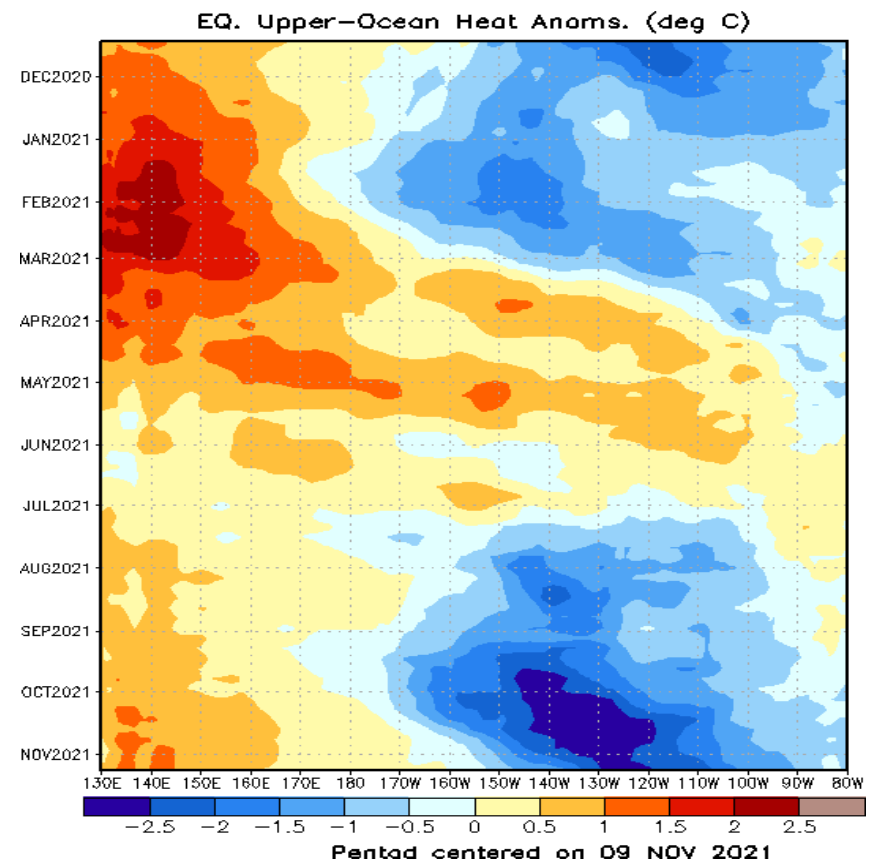 EQ. Upper-Ocean Heat Anoms. (deg C)
DEC2020
JAN2021
FEB2021
MAR2021
APR2021
MAY2021
JUN2021
JUL2021
AUG2021
SEP2021
OCT2021
NOV2021
130E 140E 150E 160E 170E 180 170W 160W 150W 140W 130W 120W 110W 100W 90W 80W
-2.5 -2 -1.5 -1 -0.5 0 0.5 1 1.5 2 2.5
Pentad centered on 09 NOV 2021